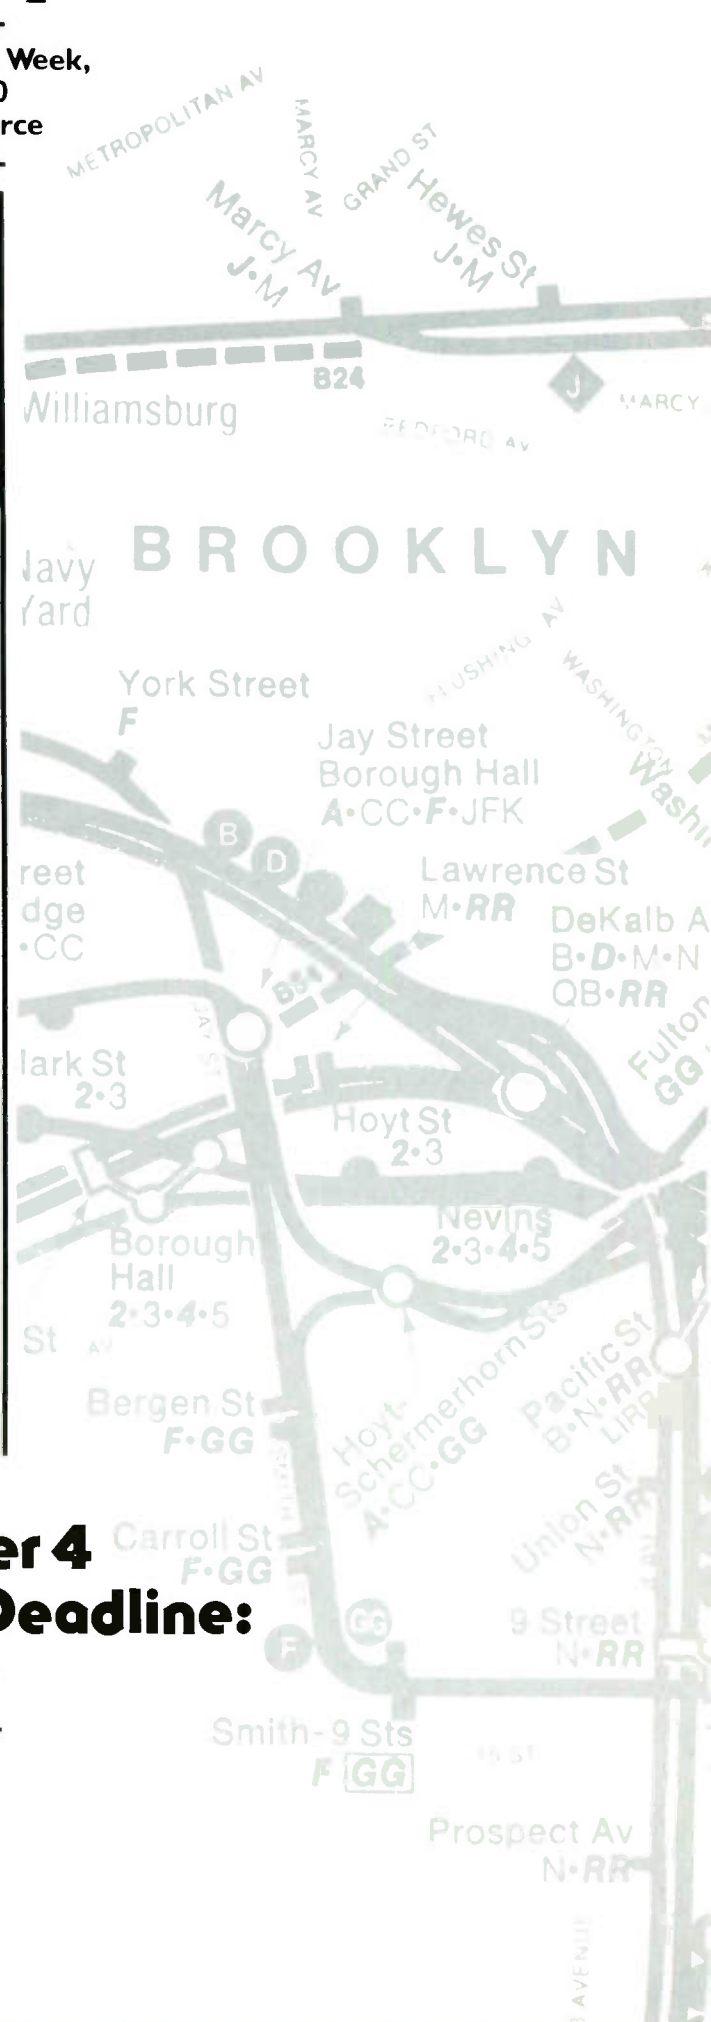 Week,
0
rce
METROPOLITAN AV
MARCY AV
GRAND ST
Marcy Av
J•M
Hewes St
J•M
B24
J
MARCY
Williamsburg
BEDFORD AV
BROOKLYN
Navy
Yard
FLUSHING AV
WASHINGTON
York Street
F
Jay Street
Borough Hall
A•CC•F•JFK
Washin
B
D
reet
dge
•CC
Lawrence St
M•RR
DeKalb A
B•D•M•N
QB•RR
B51
JAY ST
Fulton
GG
lark St
2•3
Hoyt St
2•3
Nevins
2•3•4•5
Borough
Hall
2•3•4•5
St
AV
Bergen St
F•GG
Hoyt-
Schermerhorn Sts
A•CC•GG
Pacific St
B•N•RR
LIRR
Union St
N•RR
er 4
Deadline:
Carroll St
F•GG
F
GG
9 Street
N•RR
Smith-9 Sts
F GG
Prospect Av
N•RR
AVENUE